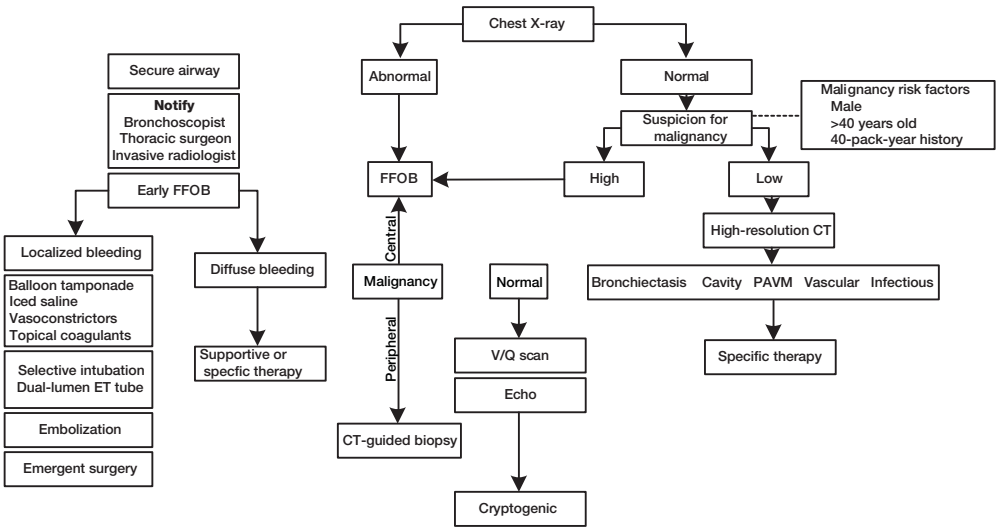 Chest X-ray
Secure airway
Notify
Bronchoscopist
Thoracic surgeon
Invasive radiologist
Early FFOB
Localized bleeding
Balloon tamponade
Iced saline
Vasoconstrictors
Topical coagulants
Selective intubation
Dual-lumen ET tube
Embolization
Emergent surgery
Diffuse bleeding
Supportive or
specfic therapy
Abnormal
FFOB
Central
Malignancy
Peripheral
CT-guided biopsy
Normal
V/Q scan
Echo
Cryptogenic
Normal
Suspicion for
malignancy
Malignancy risk factors
Male
>40 years old
40-pack-year history
High
Low
High-resolution CT
Bronchiectasis Cavity PAVM Vascular Infectious
Specific therapy